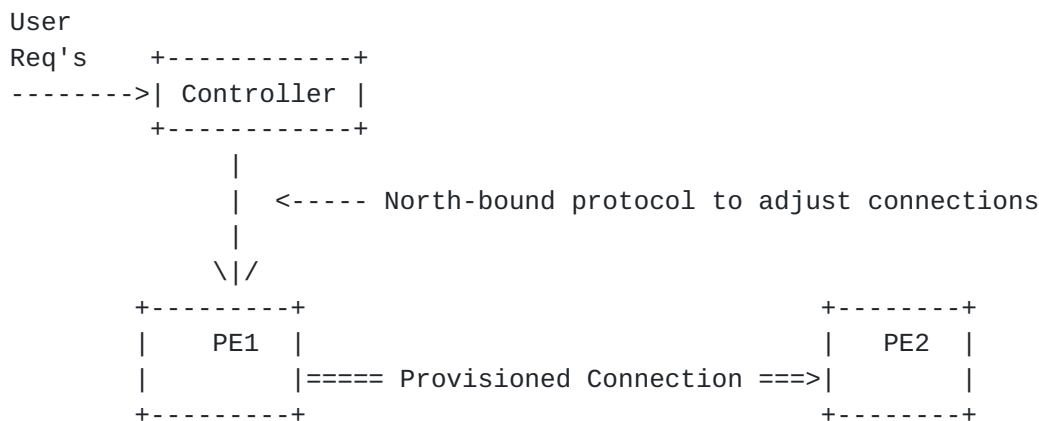 User
Req's
Controller
North-bound protocol to adjust connections
PE1 PE2
Provisioned Connection